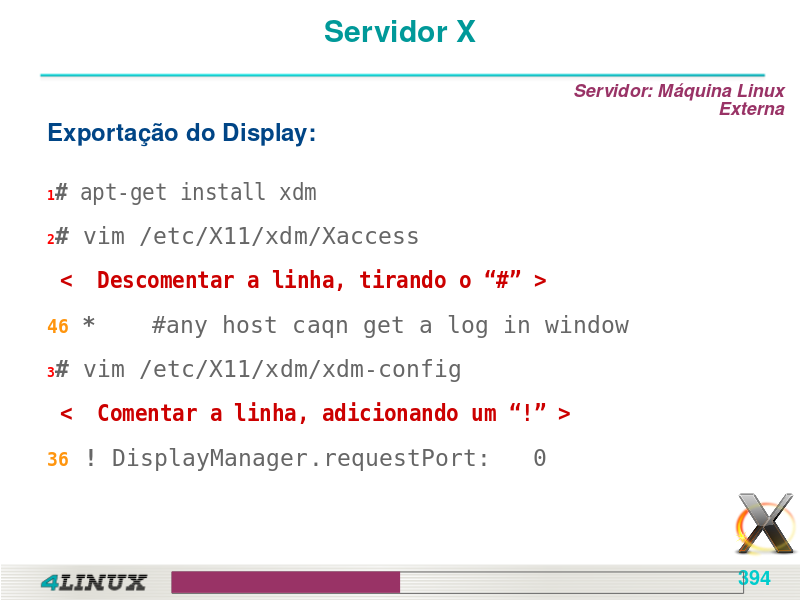 Servidor X
Servidor: Máquina Linux
Externa
Exportação do Display:
1# apt-get install xdm
2# vim /etc/X11/xdm/Xaccess
< Descomentar a linha, tirando o “#” >
46 * #any host caqn get a log in window
3# vim /etc/X11/xdm/xdm-config
< Comentar a linha, adicionando um “!” >
36 ! DisplayManager.requestPort: 0
4LINUX
394